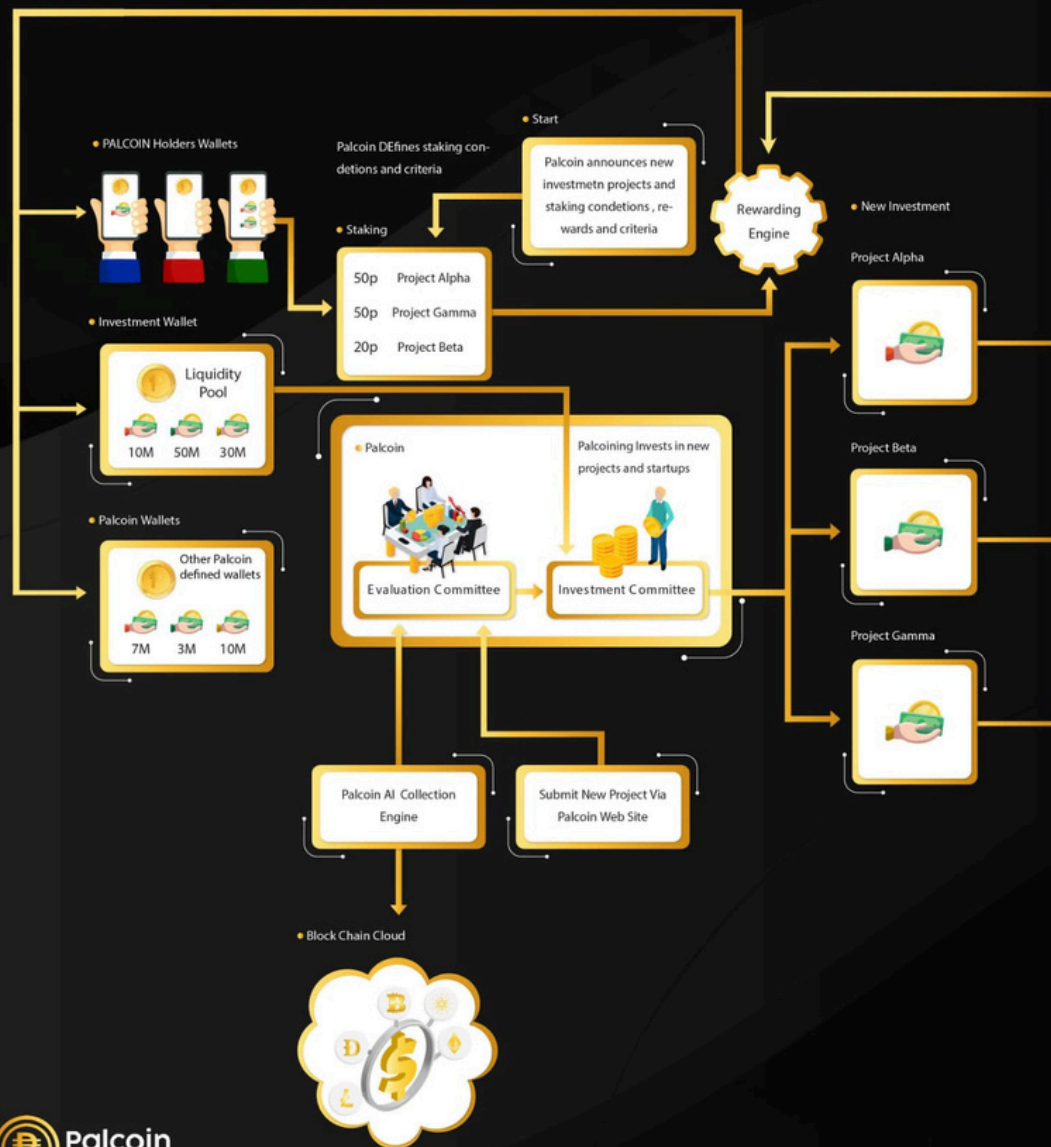 Start
PALCOIN Holders Wallets
Palcoin DEfines staking con-
detions and criteria
Palcoin announces new
investmetn projects and
staking condetions , re-
wards and criteria
Rewarding
Engine
New Investment
Staking
50p Project Alpha
50p Project Gamma
20p Project Beta
Project Alpha
Investment Wallet
Liquidity
Pool
10M 50M 30M
Palcoin
Palcoining Invests in new
projects and startups
Project Beta
Palcoin Wallets
Other Palcoin
defined wallets
7M 3M 10M
Evaluation Committee
Investment Committee
Project Gamma
Palcoin AI Collection
Engine
Submit New Project Via
Palcoin Web Site
Block Chain Cloud
Palcoin